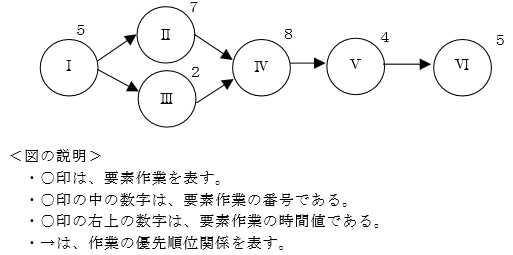 5
7
Ⅰ
Ⅱ
2
Ⅲ
8
Ⅳ
4
Ⅴ
5
Ⅵ
＜図の説明＞
・○印は、要素作業を表す。
・○印の中の数字は、要素作業の番号である。
・○印の右上の数字は、要素作業の時間値である。
・→は、作業の優先順位関係を表す。